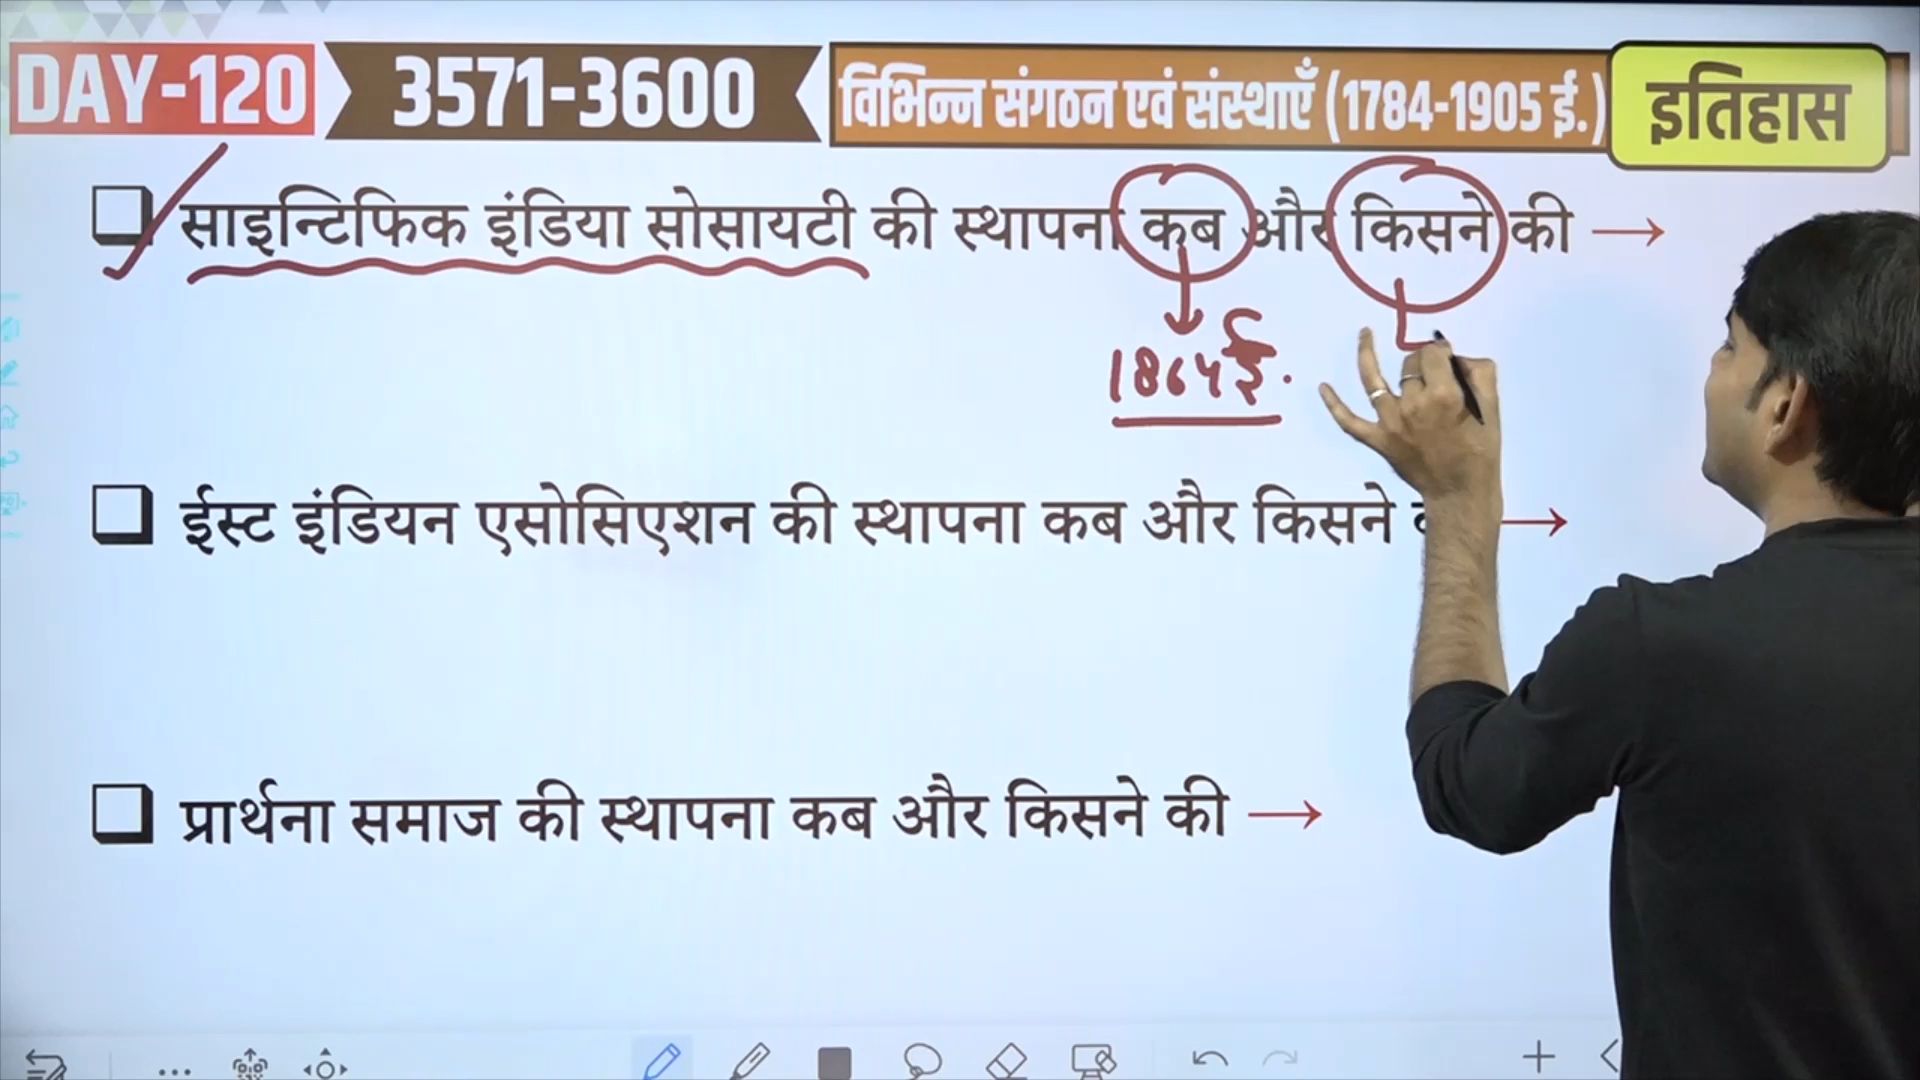 DAY-120 3571-3600 विभिन्न संगठन एवं संस्थाएँ (1784-1905 ई.) इतिहास
साइन्टिफिक इंडिया सोसायटी की स्थापना कब और किसने की →
1864 ई.
ईस्ट इंडियन एसोसिएशन की स्थापना कब और किसने →
प्रार्थना समाज की स्थापना कब और किसने की →